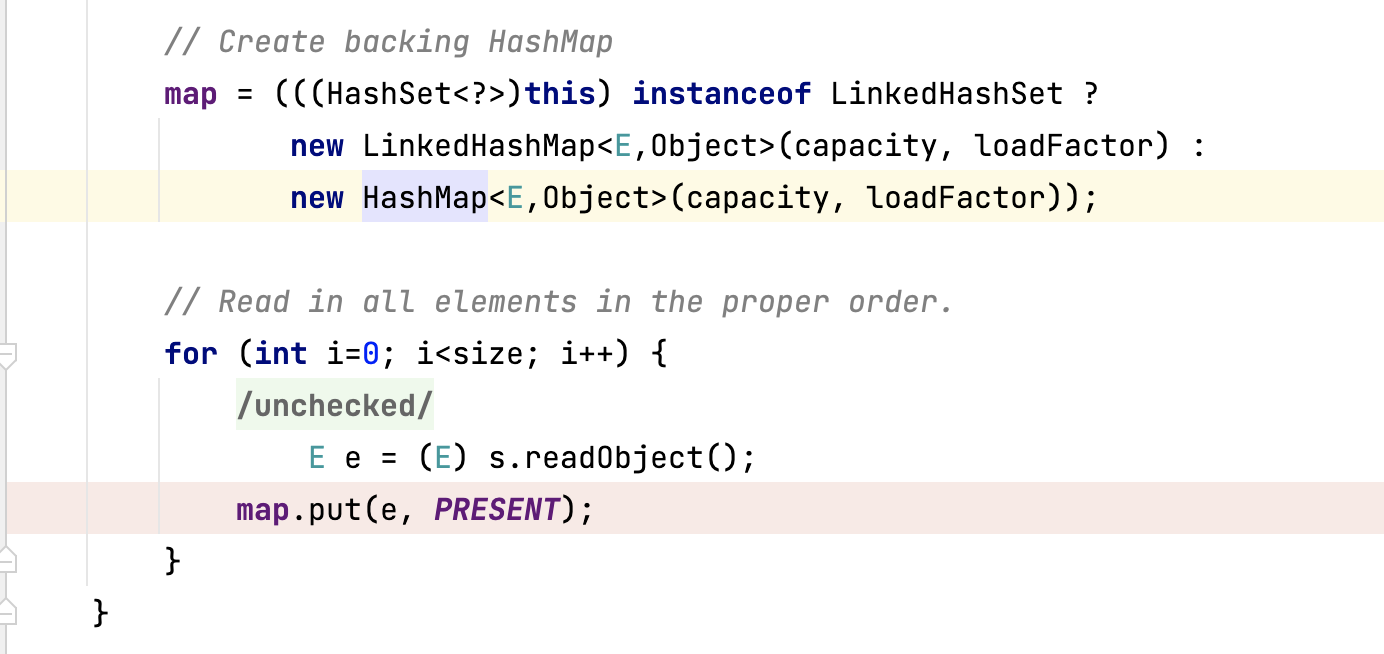 // Create backing HashMap
map = (((HashSet<?>)this) instanceof LinkedHashSet ?
new LinkedHashMap<E,Object>(capacity, loadFactor) :
new HashMap<E,Object>(capacity, loadFactor));
// Read in all elements in the proper order.
for (int i=0; i<size; i++) {
/unchecked/
E e = (E) s.readObject();
map.put(e, PRESENT);
}
}